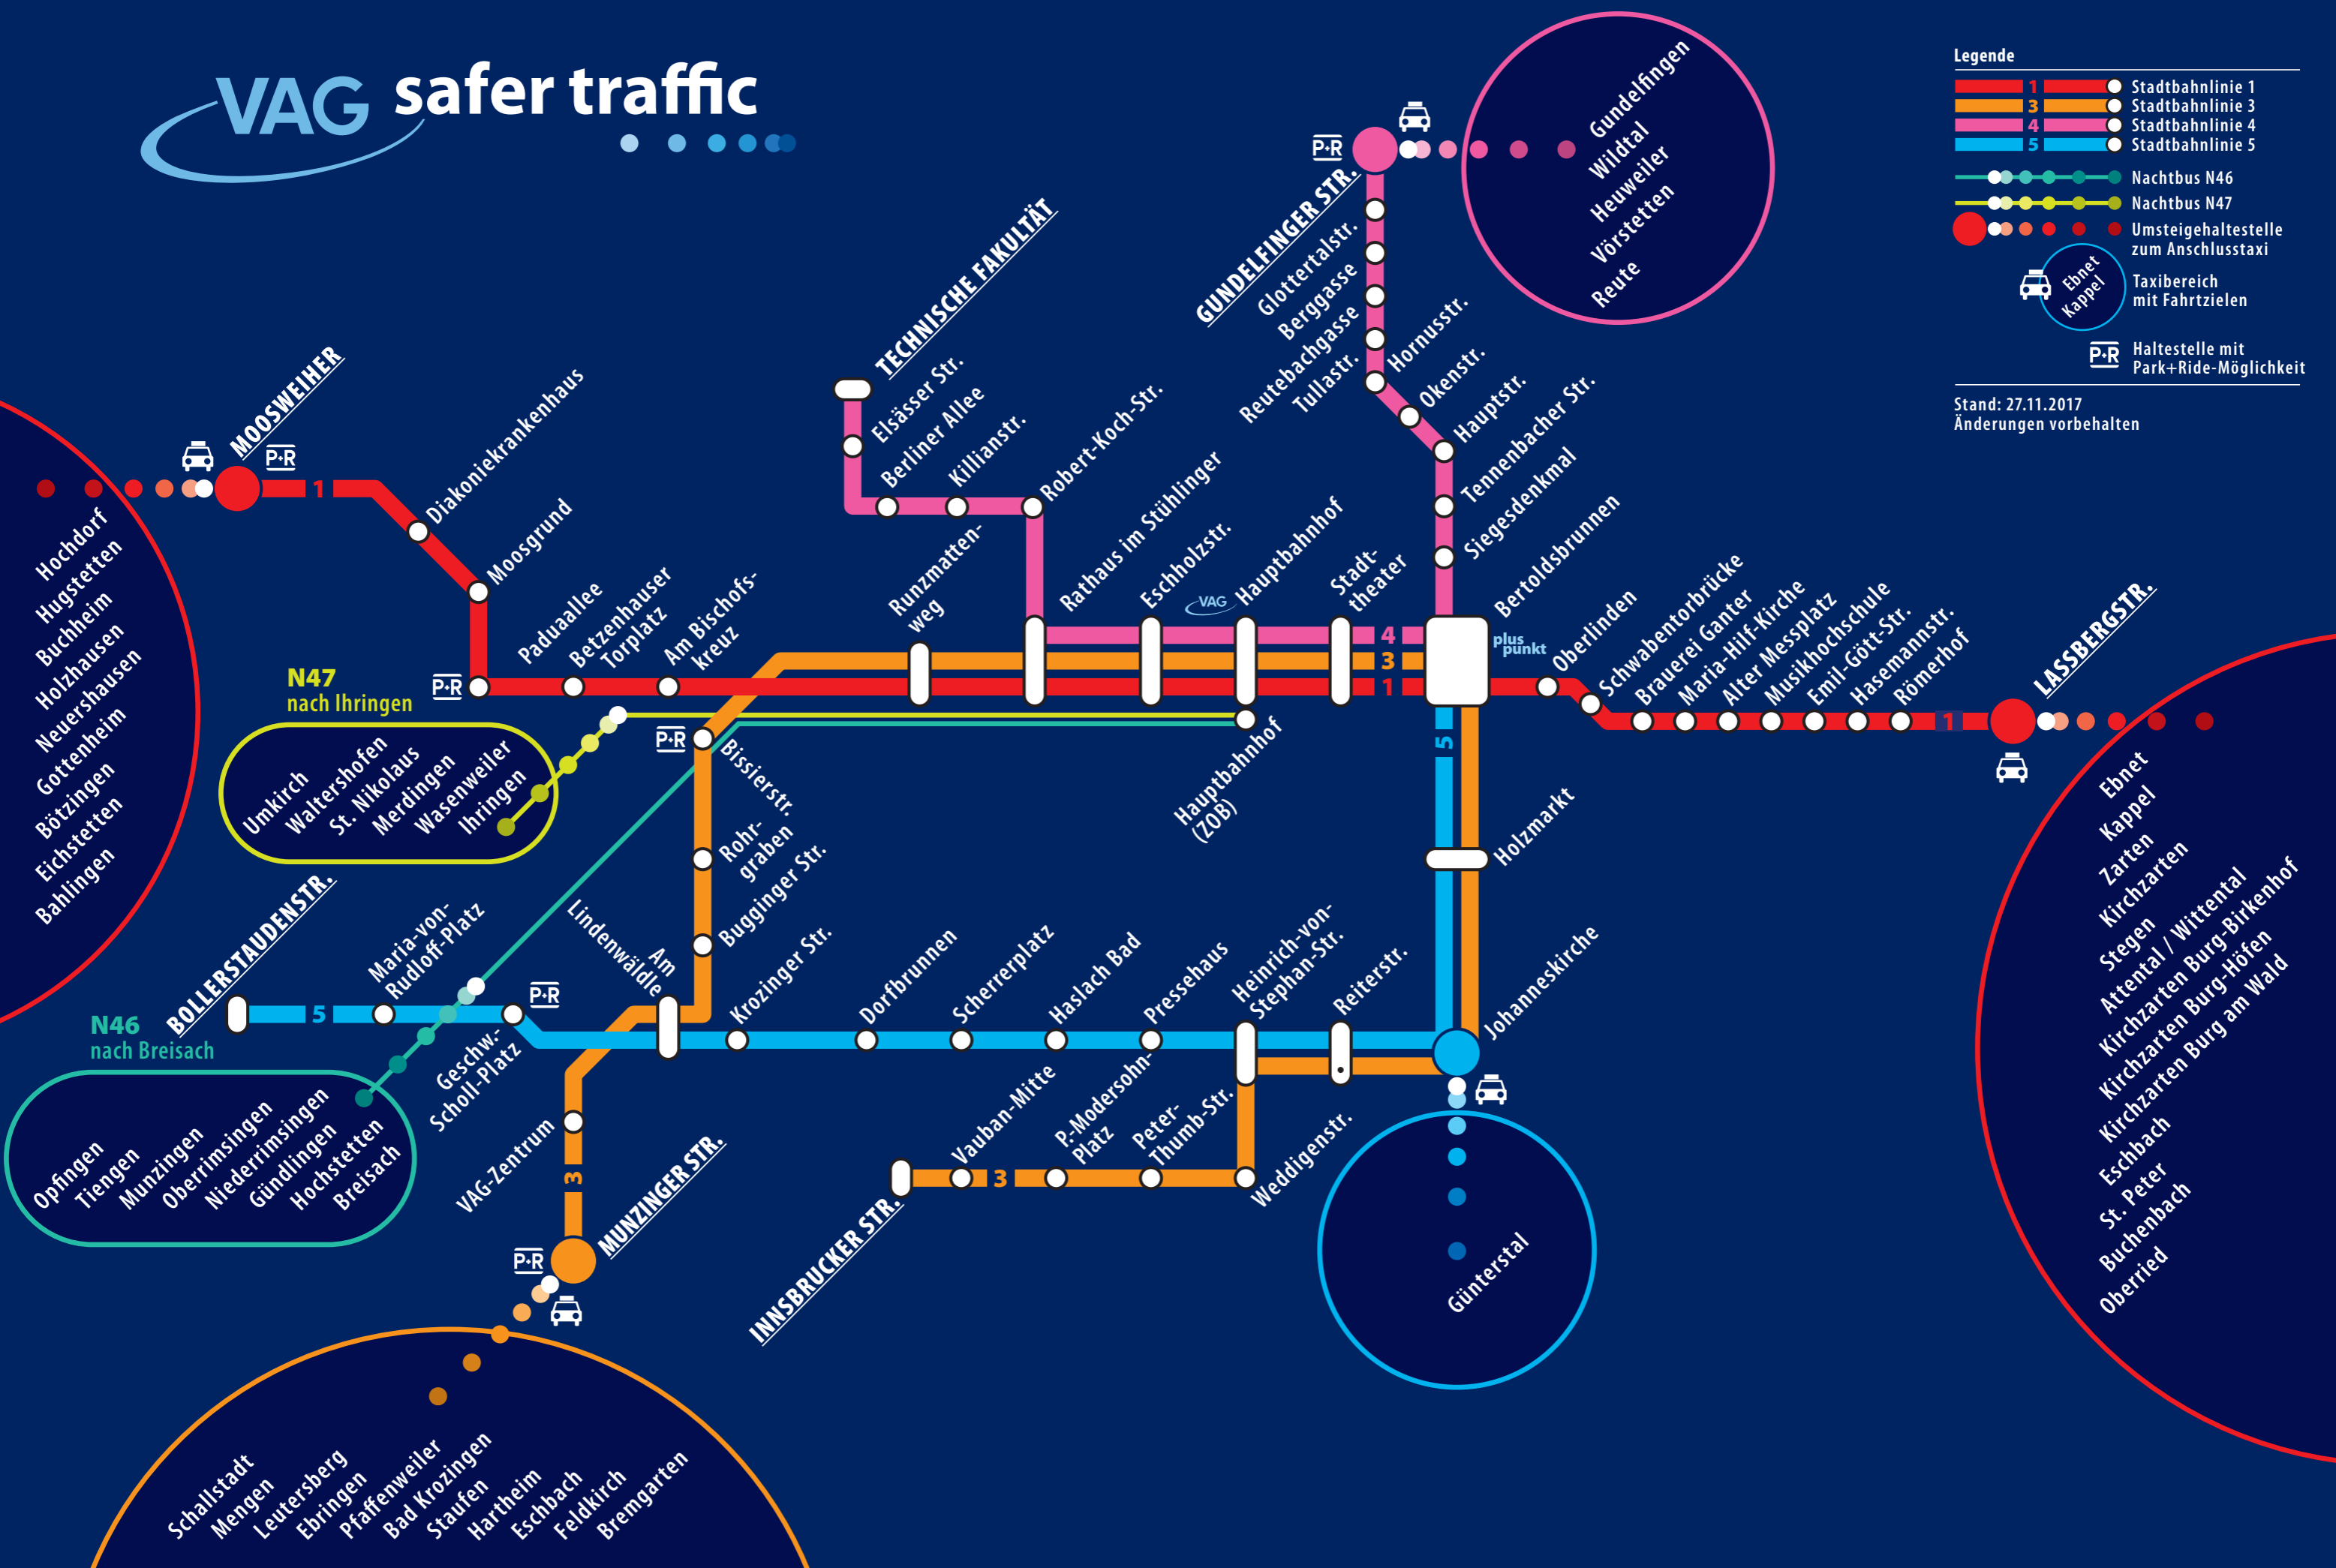 VAG safer traffic
Legende
1 Stadtbahnlinie 1
3 Stadtbahnlinie 3
4 Stadtbahnlinie 4
5 Stadtbahnlinie 5
Nachtbus N46
Nachtbus N47
Umsteigehaltestelle
zum Anschlusstaxi
Ebnet
Kappel
Taxibereich
mit Fahrtzielen
P+R
Haltestelle mit
Park+Ride-Möglichkeit
Stand: 27.11.2017
Änderungen vorbehalten
P+R
GUNDELFINGER STR.
Gundelfingen
Wildtal
Heuweiler
Vörstetten
Reute
Glottertalstr.
Berggasse
Reutebachgasse
Tullastr.
Hornusstr.
Okenstr.
Hauptstr.
Tennenbacher Str.
Siegesdenkmal
Bertoldsbrunnen
TECHNISCHE FAKULTÄT
Elsässer Str.
Berliner Allee
Killianstr.
Robert-Koch-Str.
MOOSWEIHER
P+R
1
Diakoniekrankenhaus
Moosgrund
P+R
Paduaallee
Betzenhauser
Torplatz
Am Bischofs-
kreuz
Runzmatten-
weg
Rathaus im Stühlinger
Eschholzstr.
VAG
Hauptbahnhof
Stadt-
theater
4
3
1
plus
punkt
Oberlinden
Schwabentorbrücke
Brauerei Ganter
Maria-Hilf-Kirche
Alter Messplatz
Musikhochschule
Emil-Gött-Str.
Hasemannstr.
Römerhof
1
LASSBERGSTR.
Hochdorf
Hugstetten
Buchheim
Holzhausen
Neuershausen
Gottenheim
Bötzingen
Eichstetten
Bahlingen
N47
nach Ihringen
Umkirch
Waltershofen
St. Nikolaus
Merdingen
Wasenweiler
Ihringen
P+R
Bissierstr.
Rohr-
graben
Bugginger Str.
Am
Lindenwäldle
Hauptbahnhof
(ZOB)
5
Holzmarkt
Johanneskirche
Ebnet
Kappel
Zarten
Kirchzarten
Stegen
Attental / Wittental
Kirchzarten Burg-Birkenhof
Kirchzarten Burg-Höfen
Kirchzarten Burg am Wald
Eschbach
St. Peter
Buchenbach
Oberried
BOLLERSTAUDENSTR.
5
Maria-von-
Rudloff-Platz
P+R
Geschw.-
Scholl-Platz
Krozinger Str.
Dorfbrunnen
Scherrerplatz
Haslach Bad
Pressehaus
Heinrich-von-
Stephan-Str.
Reiterstr.
N46
nach Breisach
Opfingen
Tiengen
Munzingen
Oberrimsingen
Niederrimsingen
Gündlingen
Hochstetten
Breisach
VAG-Zentrum
3
P+R
MUNZINGER STR.
INNSBRUCKER STR.
Vauban-Mitte
3
P.-Modersohn-
Platz
Peter-
Thumb-Str.
Weddigenstr.
Günterstal
Schallstadt
Mengen
Leutersberg
Ebringen
Pfaffenweiler
Bad Krozingen
Staufen
Hartheim
Eschbach
Feldkirch
Bremgarten